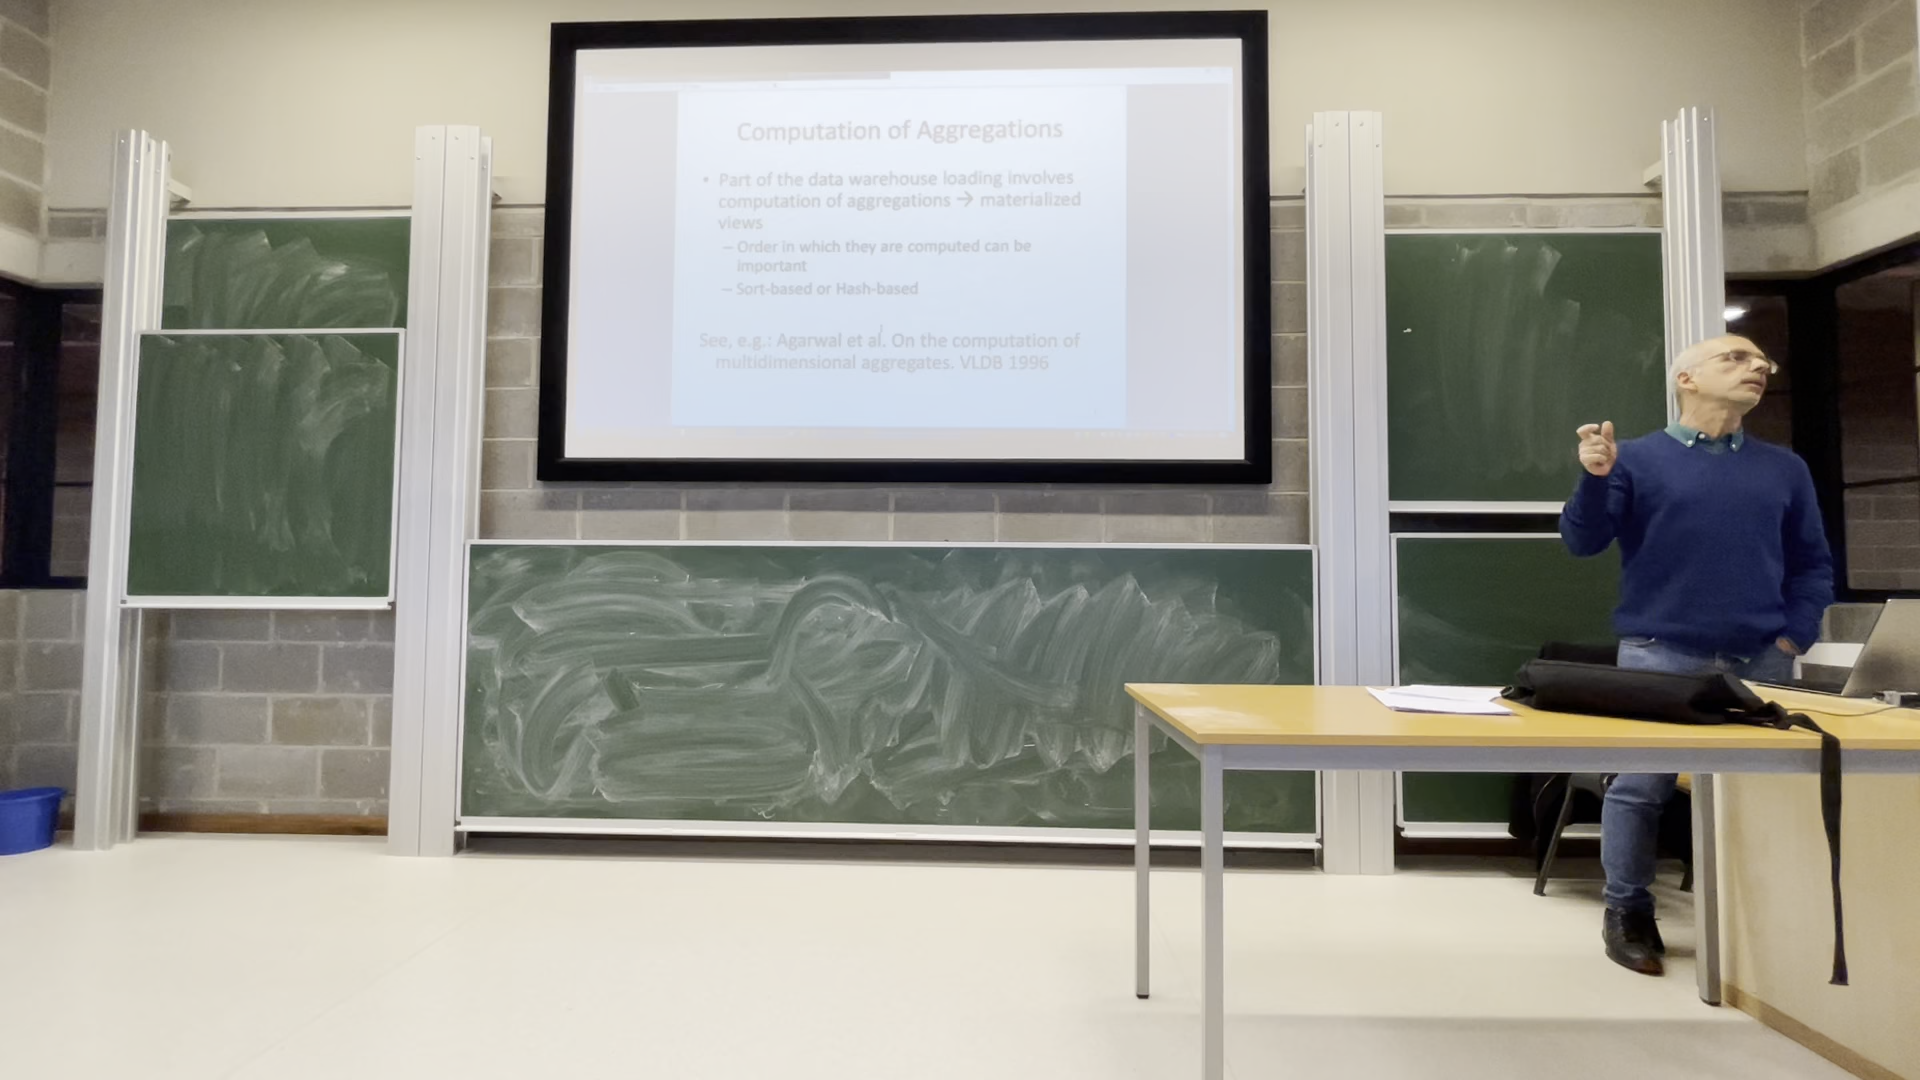 Computation of Aggregations
• Part of the data warehouse loading involves
computation of aggregations → materialized
views
– Order in which they are computed can be
important
– Sort-based or Hash-based
See, e.g.: Agarwal et al. On the computation of
multidimensional aggregates. VLDB 1996